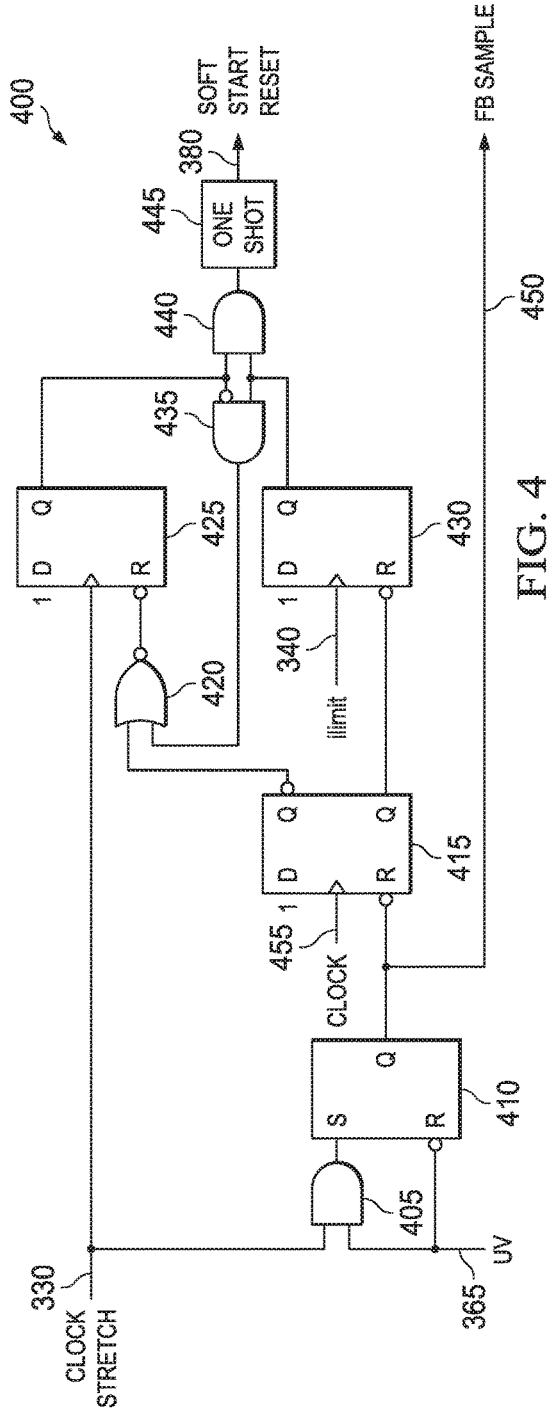 400
CLOCK
STRETCH
330
1
D
Q
R
425
420
435
440
445
ONE
SHOT
380
SOFT
START
RESET
UV
365
405
S
R
Q
410
CLOCK
455
1
D
Q
R
Q
415
ilimit
340
1
D
Q
R
430
450
FB SAMPLE
FIG. 4